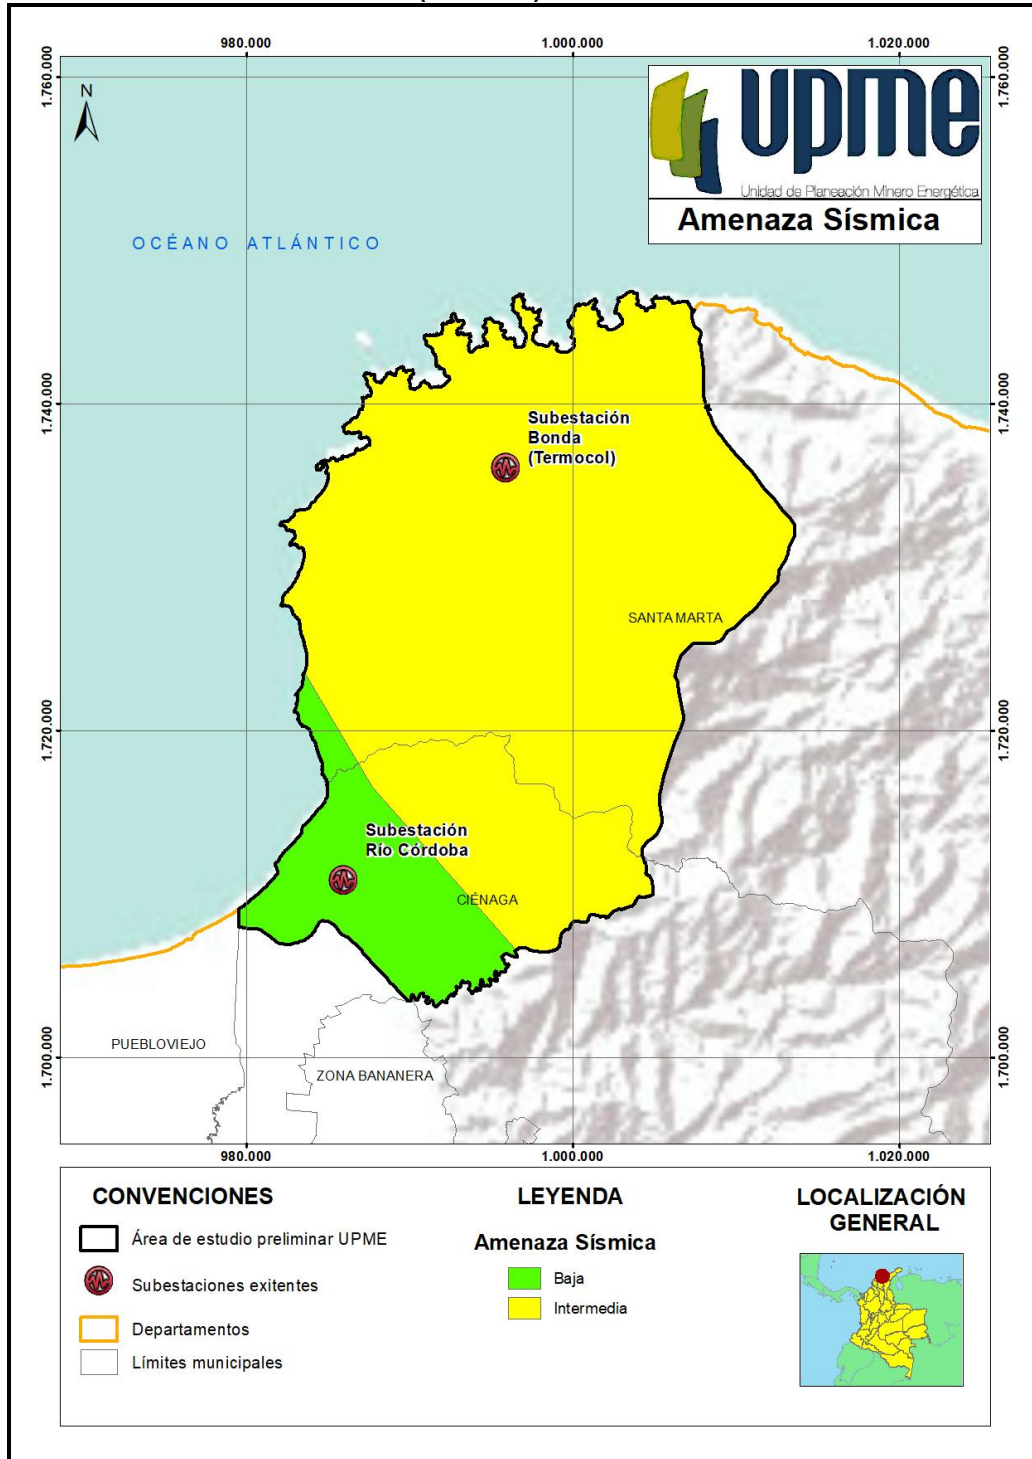 980.000
1.000.000
1.020.000
1.760.000
1.760.000
N
upme
Unidad de Planeación Minero Energética
Amenaza Sísmica
OCÉANO ATLÁNTICO
1.740.000
1.740.000
Subestación
Bonda
(Termocol)
SANTA MARTA
1.720.000
1.720.000
Subestación
Río Córdoba
CIÉNAGA
PUEBLOVIEJO
ZONA BANANERA
1.700.000
1.700.000
980.000
1.000.000
1.020.000
CONVENCIONES
Área de estudio preliminar UPME
Subestaciones exitentes
Departamentos
Límites municipales
LEYENDA
Amenaza Sísmica
Baja
Intermedia
LOCALIZACIÓN
GENERAL